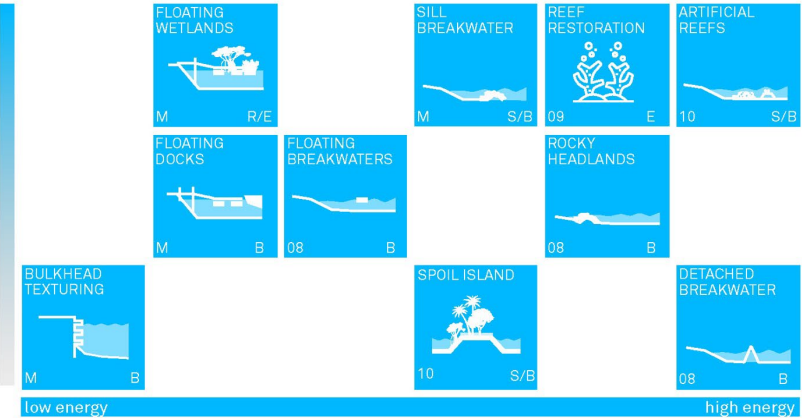 FLOATING
WETLANDS
M R/E
SILL
BREAKWATER
M S/B
REEF
RESTORATION
09 E
ARTIFICIAL
REEFS
10 S/B
FLOATING
DOCKS
M B
FLOATING
BREAKWATERS
08 B
ROCKY
HEADLANDS
08 B
BULKHEAD
TEXTURING
M B
SPOIL ISLAND
10 S/B
DETACHED
BREAKWATER
08 B
low energy high energy